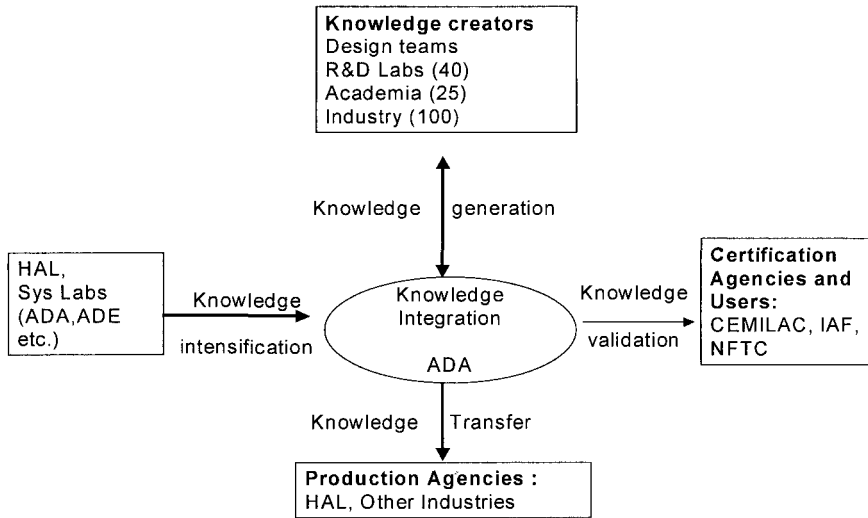 Knowledge creators
Design teams
R&D Labs (40)
Academia (25)
Industry (100)
Knowledge generation
HAL,
Sys Labs
(ADA,ADE
etc.)
Knowledge
intensification
Knowledge
Integration
ADA
Knowledge
validation
Certification
Agencies and
Users:
CEMILAC, IAF,
NFTC
Knowledge Transfer
Production Agencies :
HAL, Other Industries